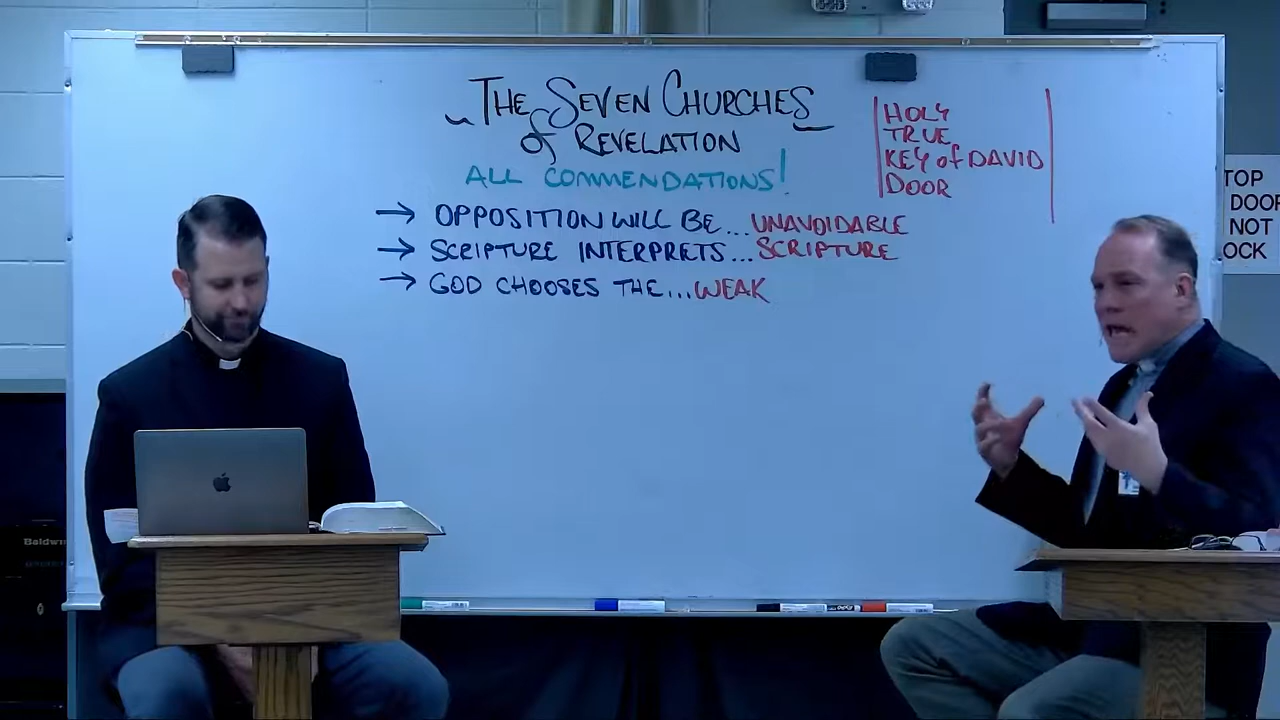 THE SEVEN CHURCHES
of REVELATION
ALL COMMENDATIONS!
→ OPPOSITION WILL BE...UNAVOIDABLE
→ SCRIPTURE INTERPRETS...SCRIPTURE
→ GOD CHOOSES THE...WEAK
HOLY
TRUE
KEY of DAVID
DOOR
TOP
DOOR
NOT
OCK
Baldwin